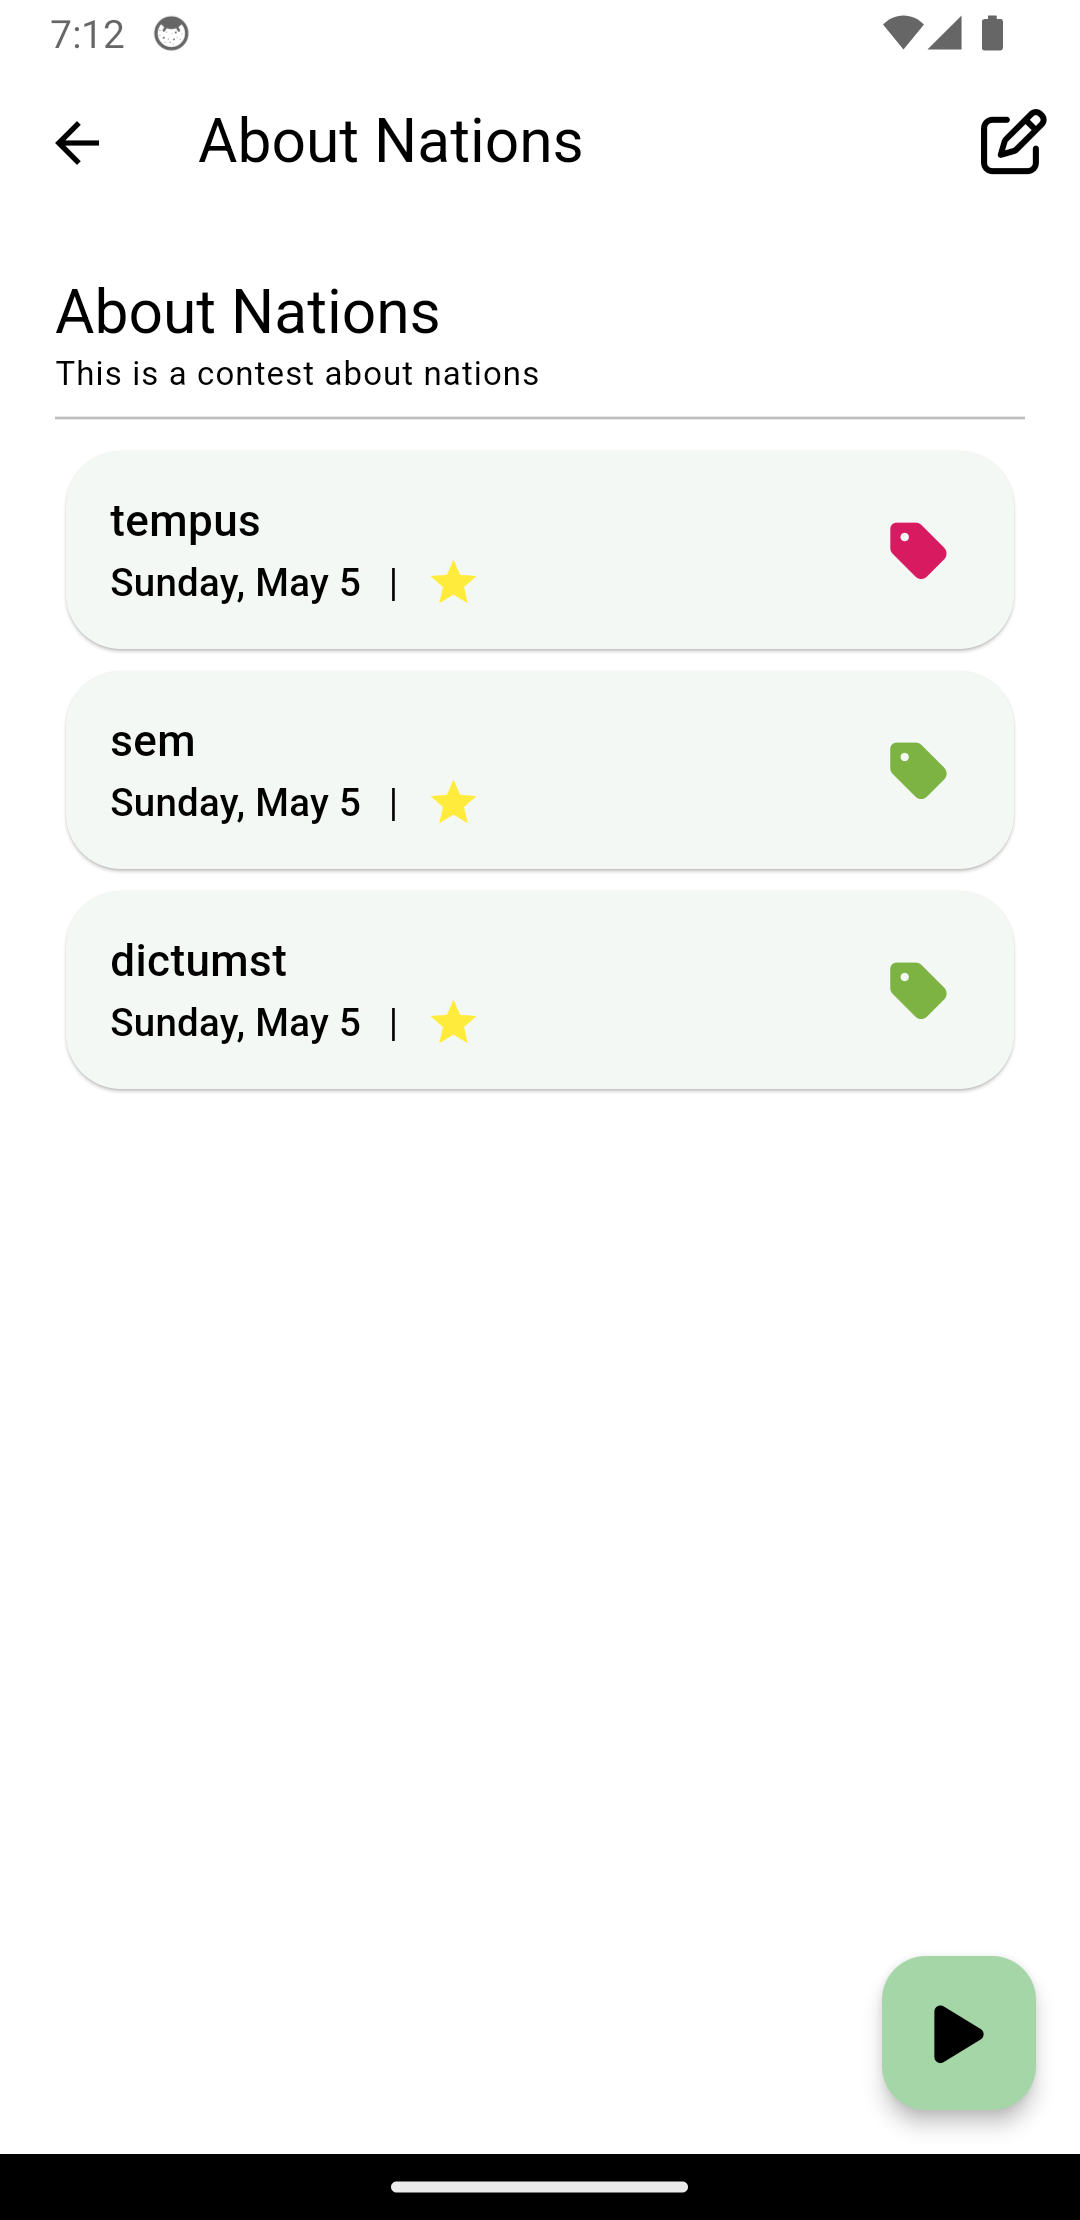 7:12
About Nations
About Nations
This is a contest about nations
tempus
Sunday, May 5 |
sem
Sunday, May 5 |
dictumst
Sunday, May 5 |